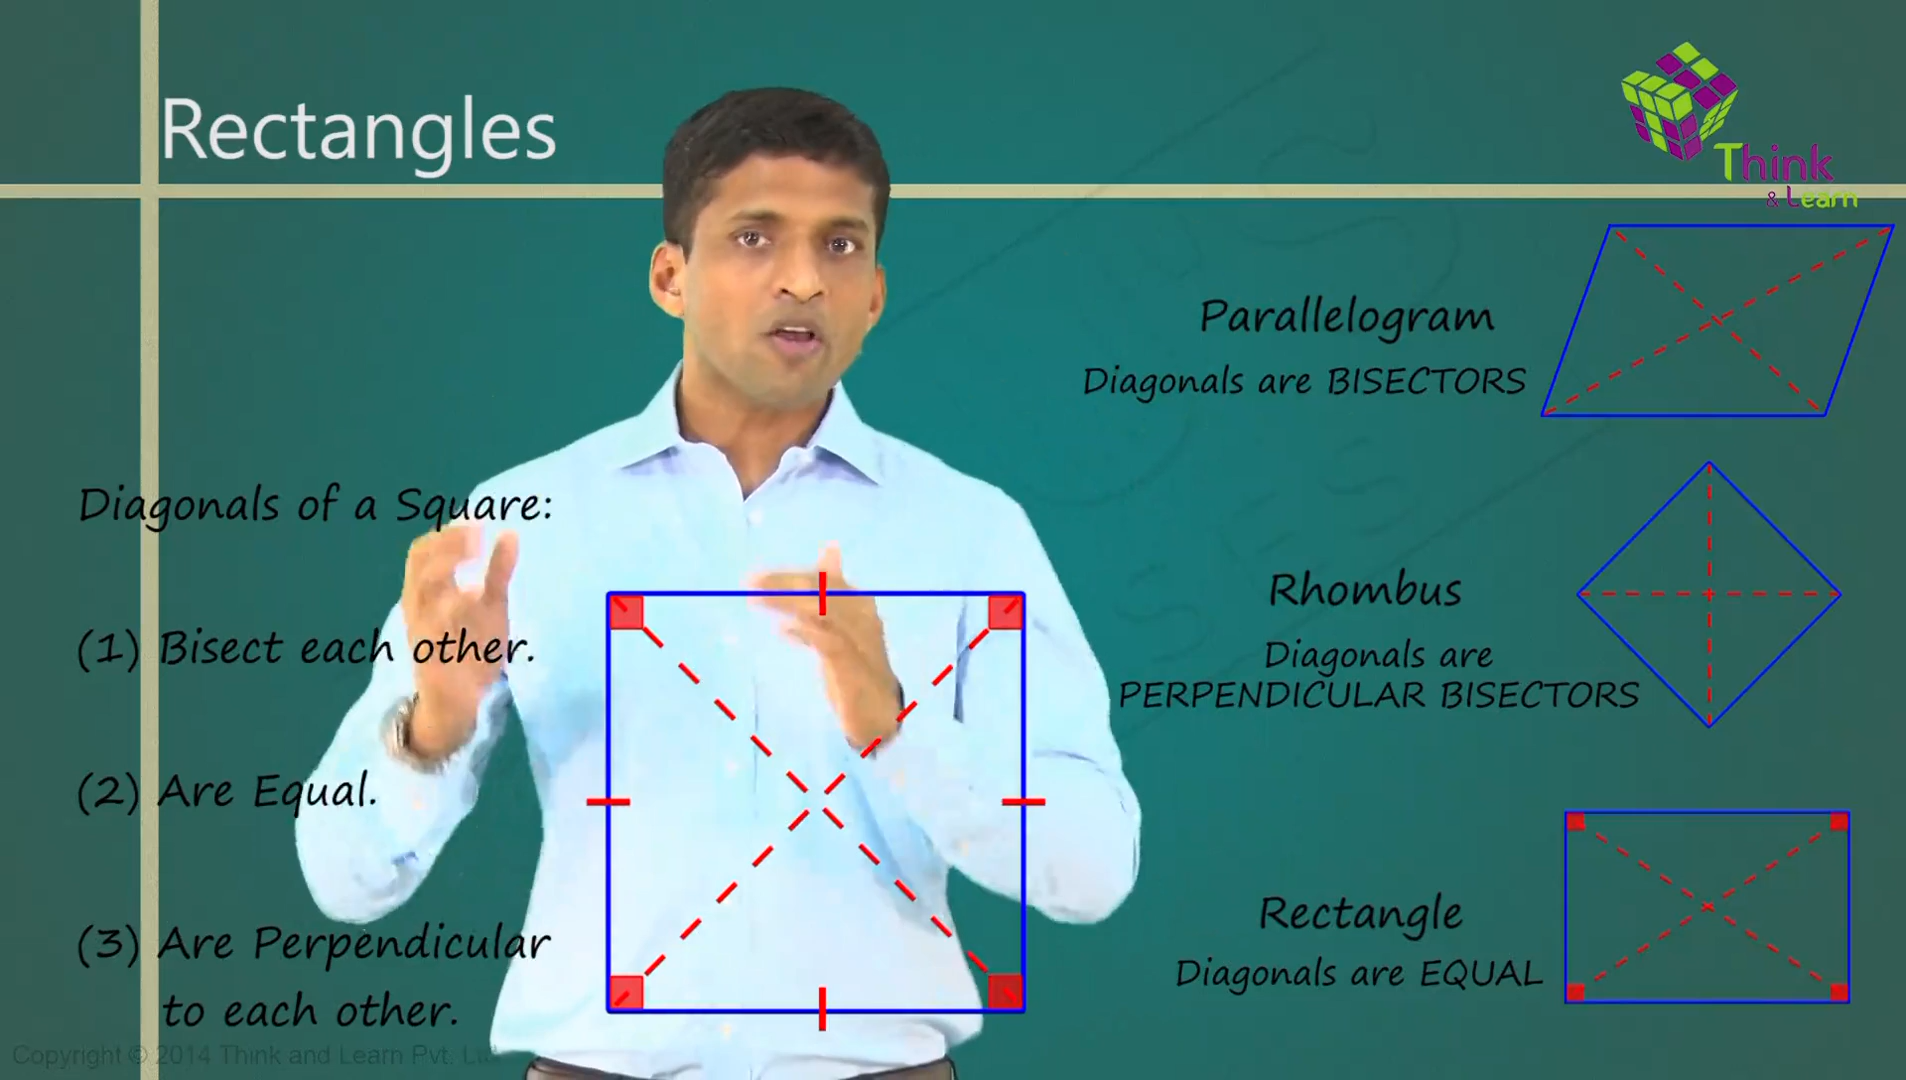 Rectangles
Think
& Learn
Parallelogram
Diagonals are BISECTORS
Diagonals of a Square:
(1) Bisect each other.
(2) Are Equal.
(3) Are Perpendicular
to each other.
Rhombus
Diagonals are
PERPENDICULAR BISECTORS
Rectangle
Diagonals are EQUAL
Copyright © 2014 Think and Learn Pvt. Ltd